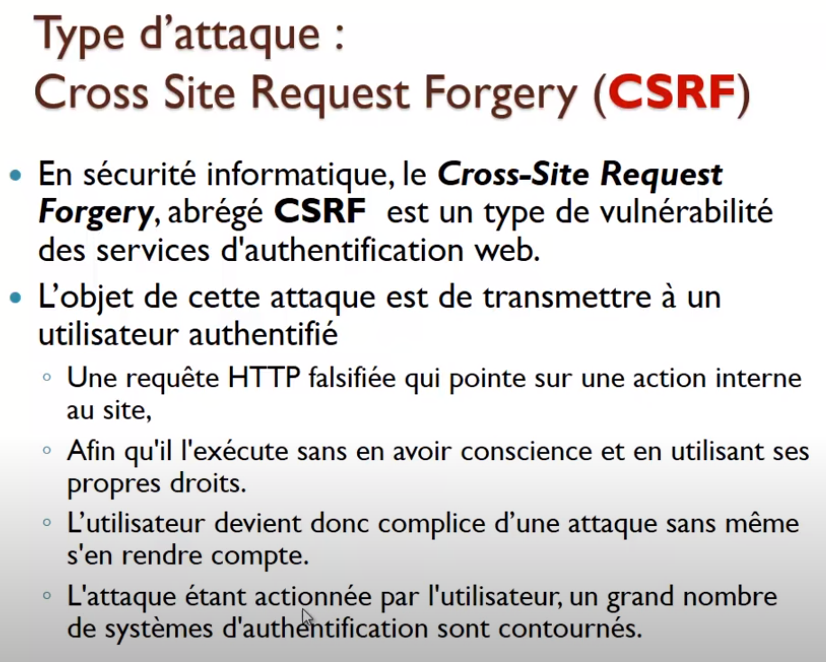 Type d'attaque :
Cross Site Request Forgery (CSRF)
En sécurité informatique, le Cross-Site Request
Forgery, abrégé CSRF est un type de vulnérabilité
des services d'authentification web.
L'objet de cette attaque est de transmettre à un
utilisateur authentifié
Une requête HTTP falsifiée qui pointe sur une action interne
au site,
Afin qu'il l'exécute sans en avoir conscience et en utilisant ses
propres droits.
L'utilisateur devient donc complice d'une attaque sans même
s'en rendre compte.
L'attaque étant actionnée par l'utilisateur, un grand nombre
de systèmes d'authentification sont contournés.